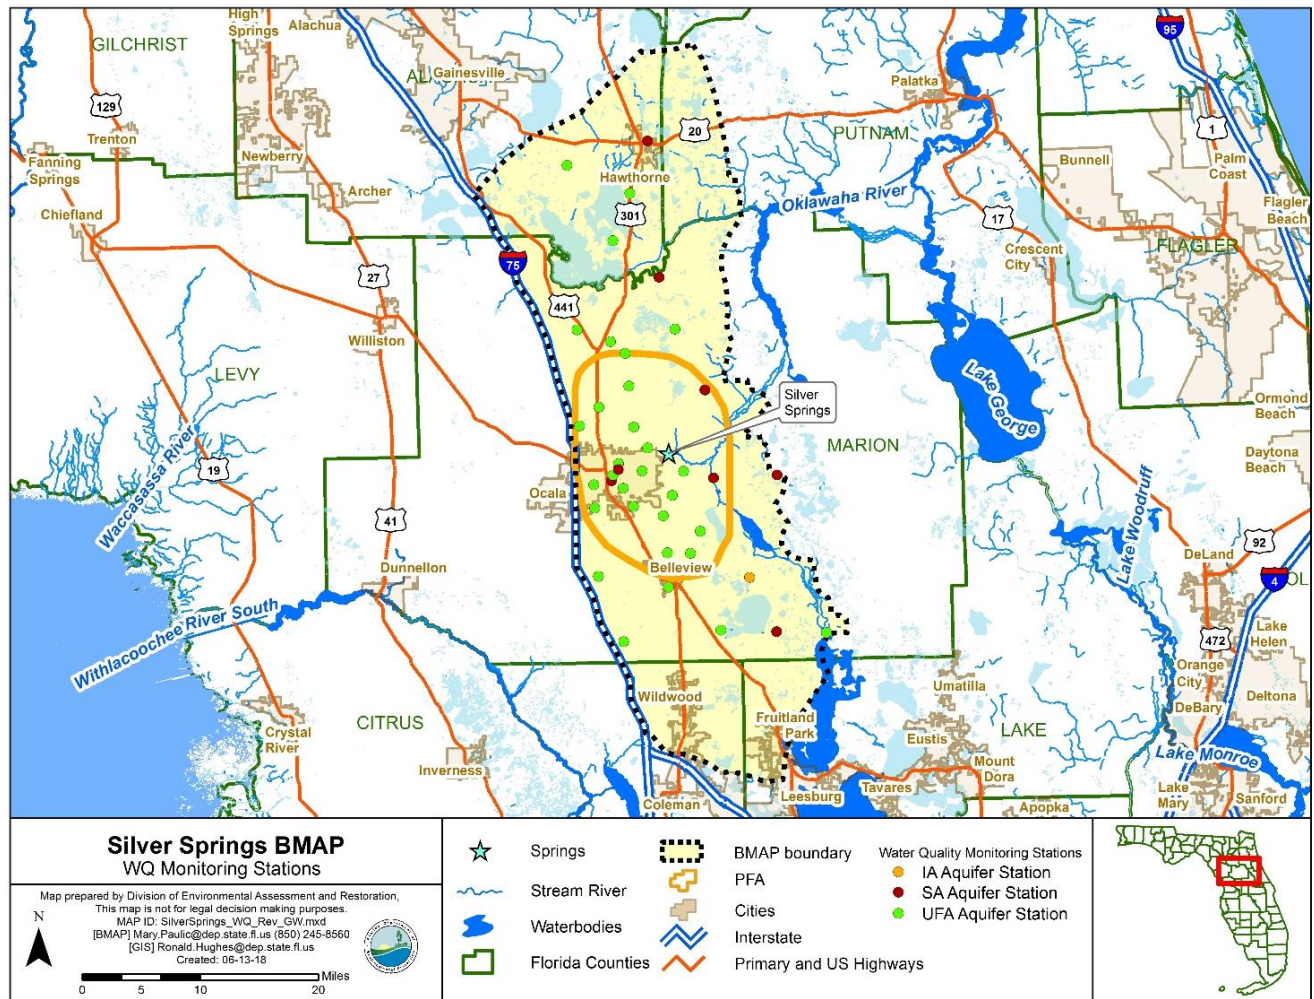 High
Springs
Alachua
GILCHRIST
Gainesville
95
Palatka
129
Trenton
20
PUTNAM
1
Fanning
Springs
Newberry
Archer
Hawthorne
Bunnell
Palm
Coast
Chiefland
301
Oklawaha River
17
Flagler
Beach
Crescent
City
FLAGLER
75
27
441
Williston
LEVY
Silver
Springs
Lake George
Ormond
Beach
MARION
Daytona
Beach
Waccasassa River
19
Ocala
41
Lake Woodruff
92
DeLand
Dunnellon
Belleview
4
Withlacoochee River South
472
Lake
Helen
Orange
City
Wildwood
Umatilla
DeBary
Deltona
CITRUS
Fruitland
Park
LAKE
Crystal
River
Eustis
Lake Monroe
Inverness
Mount
Dora
Coleman
Leesburg
Tavares
Apopka
Lake
Mary
Sanford
Silver Springs BMAP
WQ Monitoring Stations
Map prepared by Division of Environmental Assessment and Restoration,
This map is not for legal decision making purposes.
MAP ID: SilverSprings_WQ_Rev_GW.mxd
[BMAP] Mary.Paulic@dep.state.fl.us (850) 245-8560
[GIS] Ronald.Hughes@dep.state.fl.us
Created: 06-13-18
N
Miles
0 5 10 20
Springs
Stream River
Waterbodies
Florida Counties
BMAP boundary
PFA
Cities
Interstate
Primary and US Highways
Water Quality Monitoring Stations
IA Aquifer Station
SA Aquifer Station
UFA Aquifer Station